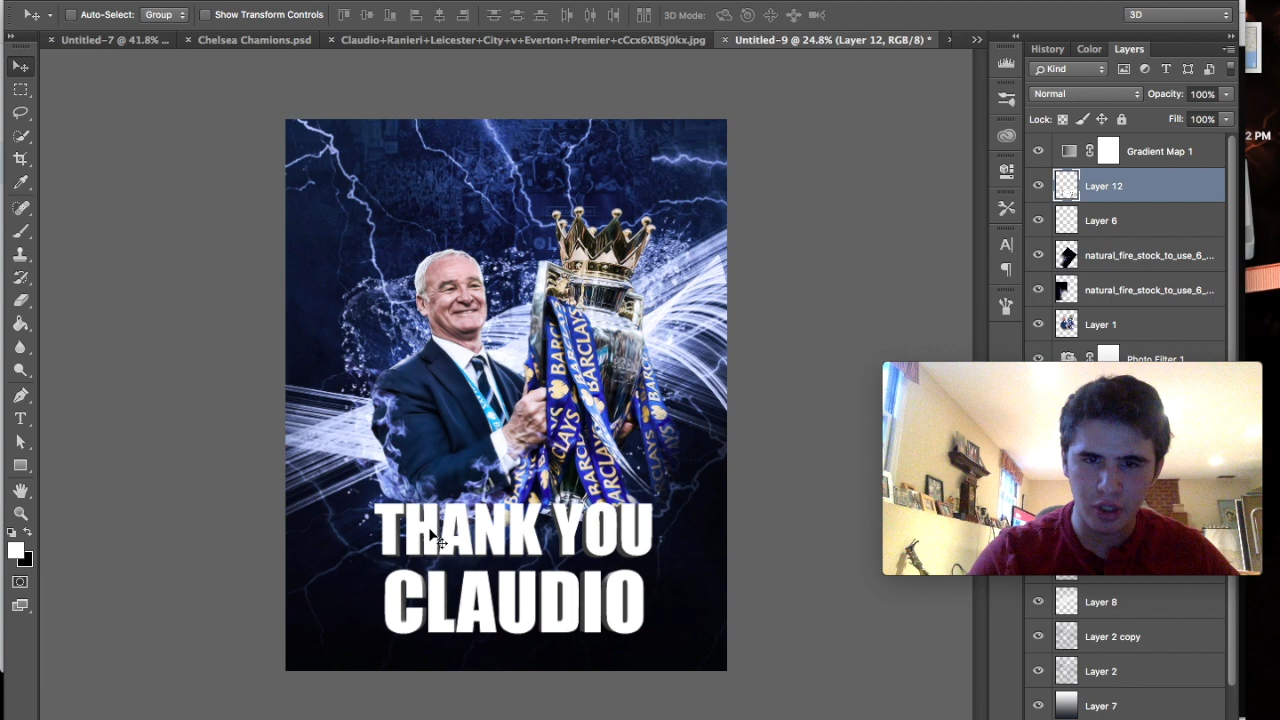 Auto-Select: Group Show Transform Controls 3D Mode: 3D
Untitled-7 @ 41.8% ... Chelsea Chamions.psd Claudio+Ranieri+Leicester+City+v+Everton+Premier+cCcx6XBSj0kx.jpg Untitled-9 @ 24.8% (Layer 12, RGB/8) *
History Color Layers
Kind
Normal Opacity: 100%
Lock: Fill: 100%
2 PM
Gradient Map 1
Layer 12
Layer 6
natural_fire_stock_to_use_6_...
natural_fire_stock_to_use_6_...
Layer 1
Photo Filter 1
Layer 8
Layer 2 copy
Layer 2
Layer 7
BARCLAYS
BARCLAYS
BARCLAYS
BARCLAYS
THANK YOU
CLAUDIO